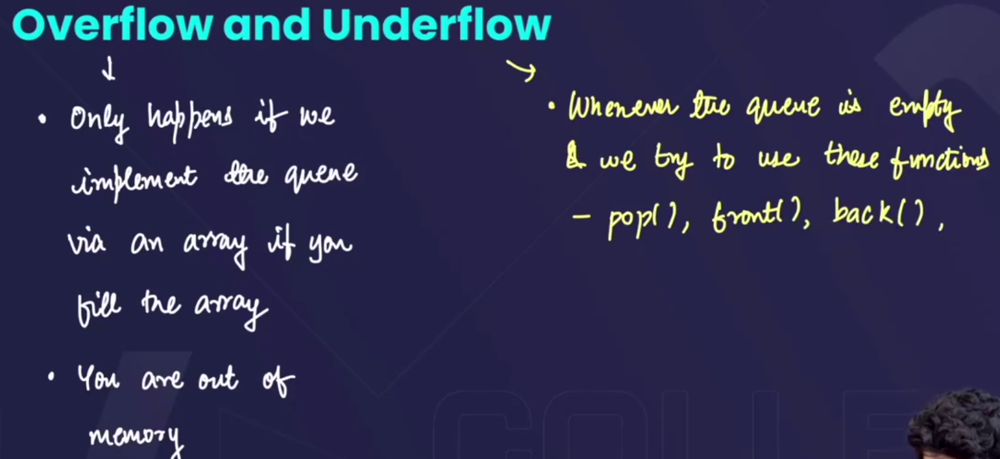 Overflow and Underflow
• Only happens if we
implement the queue
via an array if you
fill the array
• You are out of
memory
• Whenever the queue is empty
& we try to use these functions
- pop(), front(), back(),
COLLE